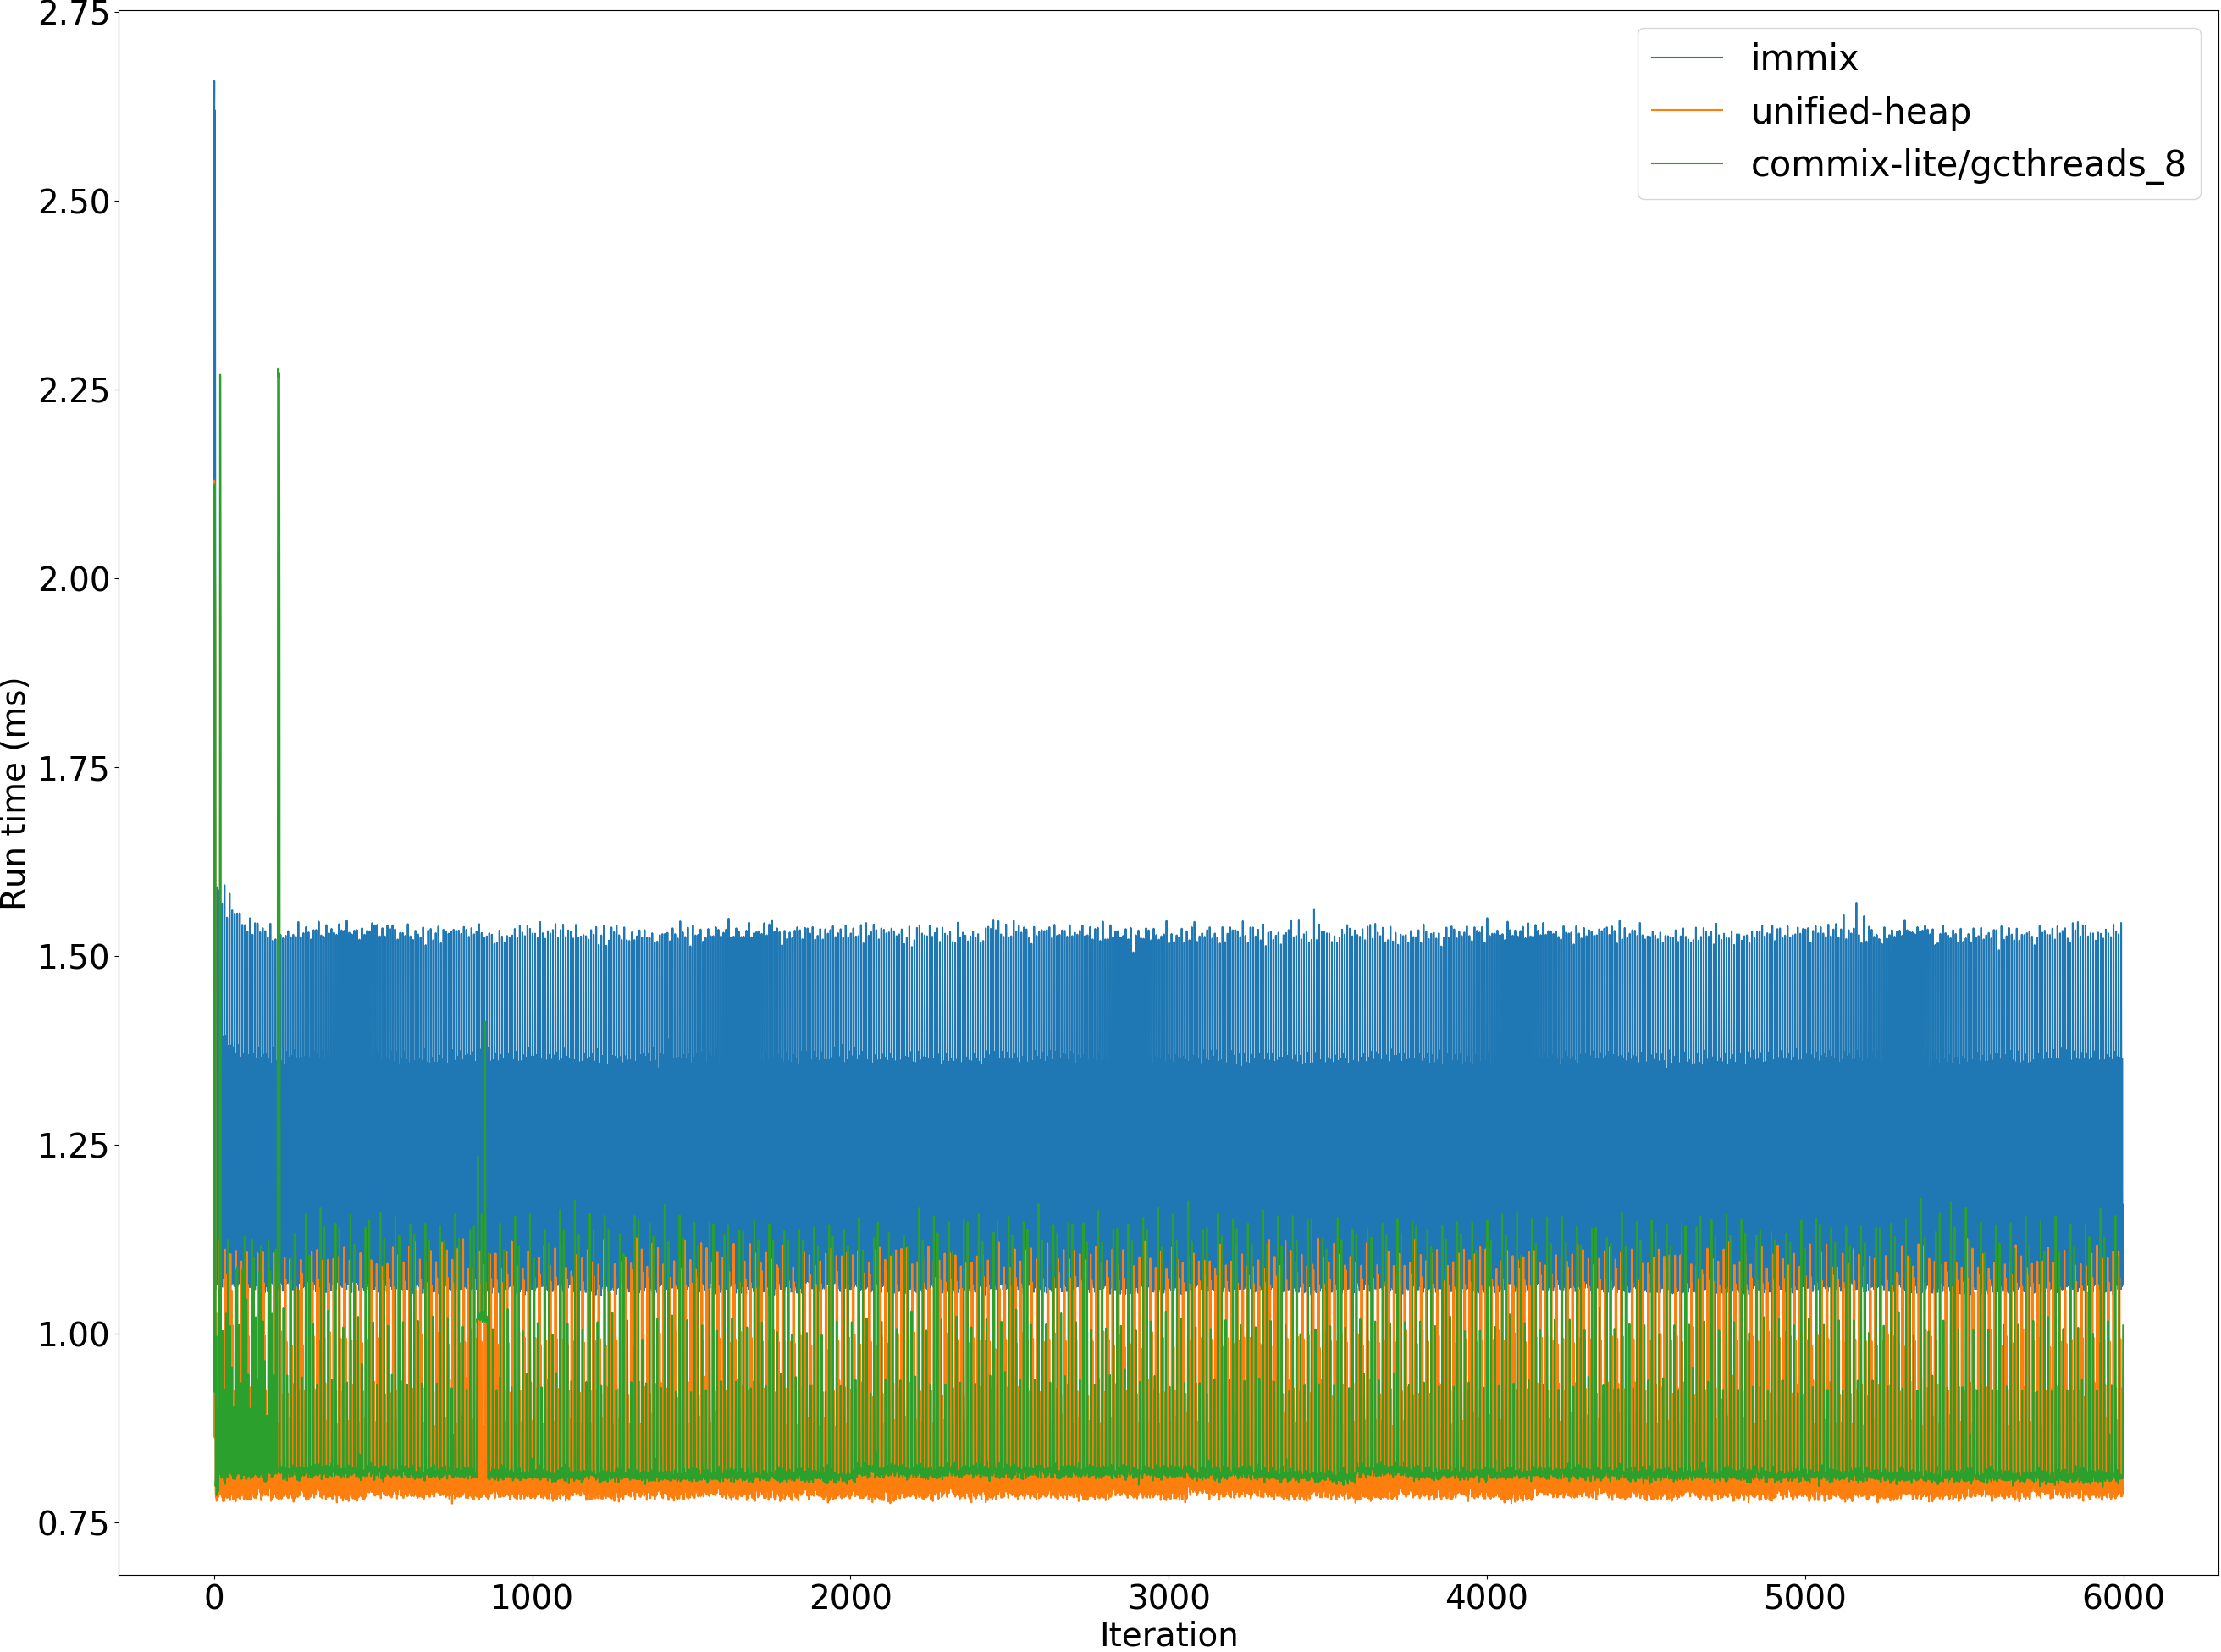 2.75
2.50
2.25
2.00
1.75
1.50
1.25
1.00
0.75
Run time (ms)
immix
unified-heap
commix-lite/gcthreads_8
0 1000 2000 3000 4000 5000 6000
Iteration